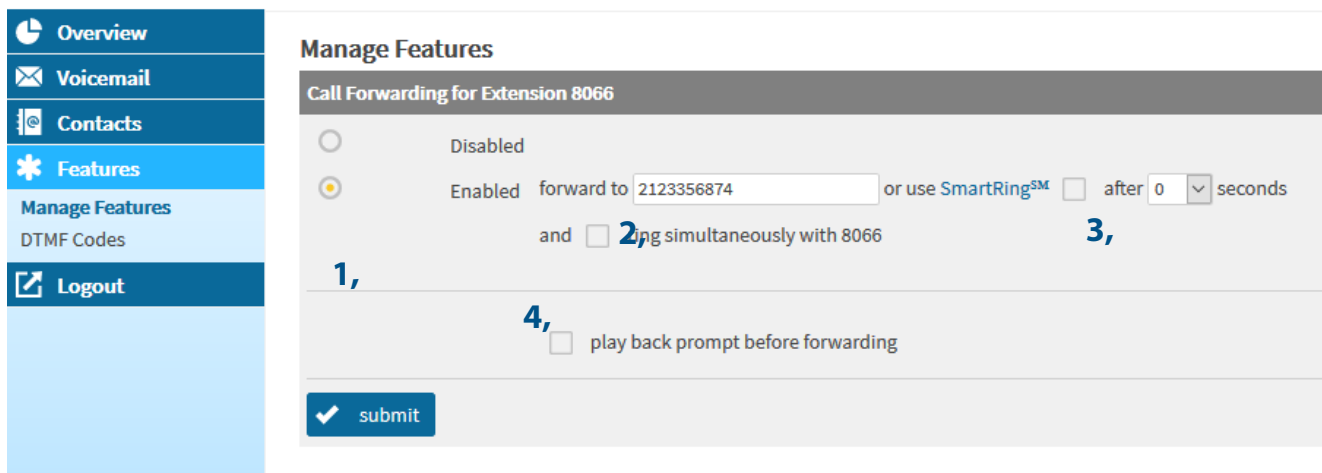 Overview
Voicemail
Contacts
Features
Manage Features
DTMF Codes
Logout
Manage Features
Call Forwarding for Extension 8066
Disabled
Enabled forward to 2123356874 or use SmartRing℠ after 0 seconds
and 2, ring simultaneously with 8066 3,
1,
4,
play back prompt before forwarding
submit